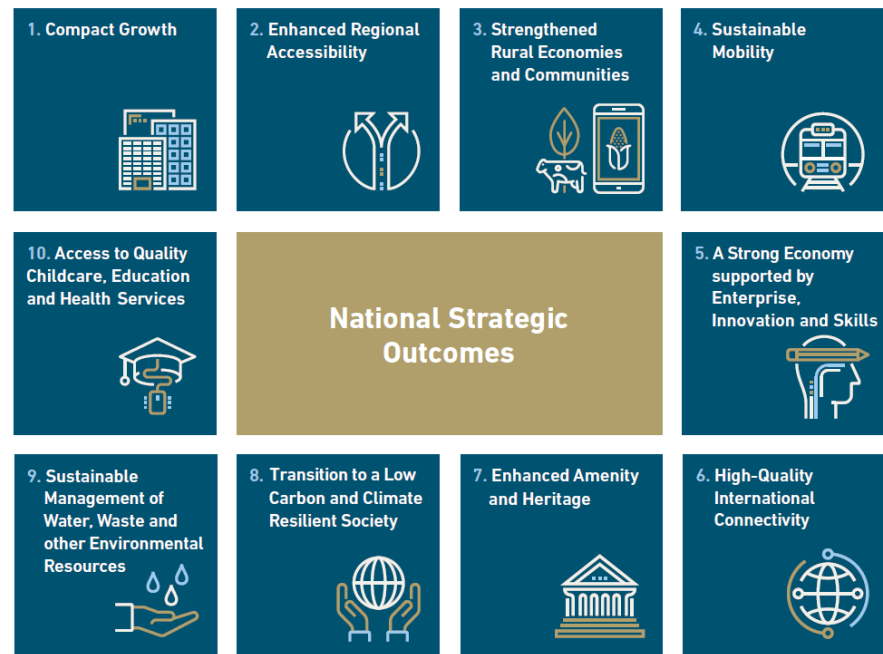 1. Compact Growth
2. Enhanced Regional
Accessibility
3. Strengthened
Rural Economies
and Communities
4. Sustainable
Mobility
10. Access to Quality
Childcare, Education
and Health Services
National Strategic
Outcomes
5. A Strong Economy
supported by
Enterprise,
Innovation and Skills
9. Sustainable
Management of
Water, Waste and
other Environmental
Resources
8. Transition to a Low
Carbon and Climate
Resilient Society
7. Enhanced Amenity
and Heritage
6. High-Quality
International
Connectivity